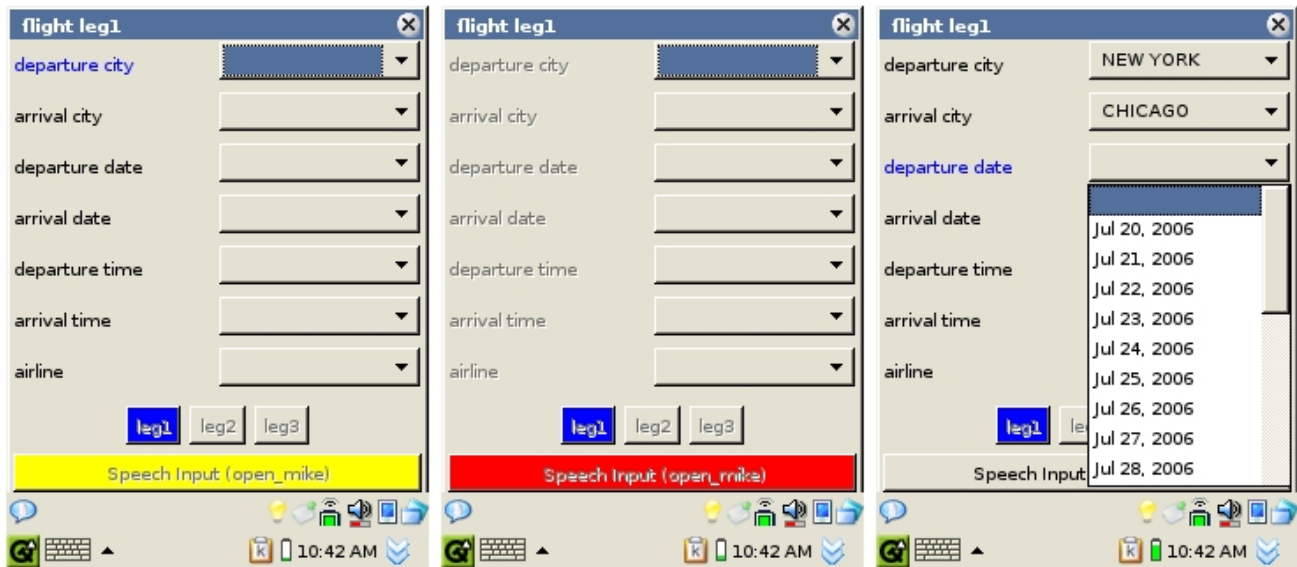 flight leg1
departure city
arrival city
departure date
arrival date
departure time
arrival time
airline
leg1 leg2 leg3
Speech Input (open_mike)
10:42 AM
flight leg1
departure city
arrival city
departure date
arrival date
departure time
arrival time
airline
leg1 leg2 leg3
Speech Input (open_mike)
10:42 AM
flight leg1
departure city NEW YORK
arrival city CHICAGO
departure date
arrival date
Jul 20, 2006
Jul 21, 2006
departure time
Jul 22, 2006
Jul 23, 2006
arrival time
Jul 24, 2006
airline
Jul 25, 2006
Jul 26, 2006
leg1 le
Jul 27, 2006
Speech Input
Jul 28, 2006
10:42 AM